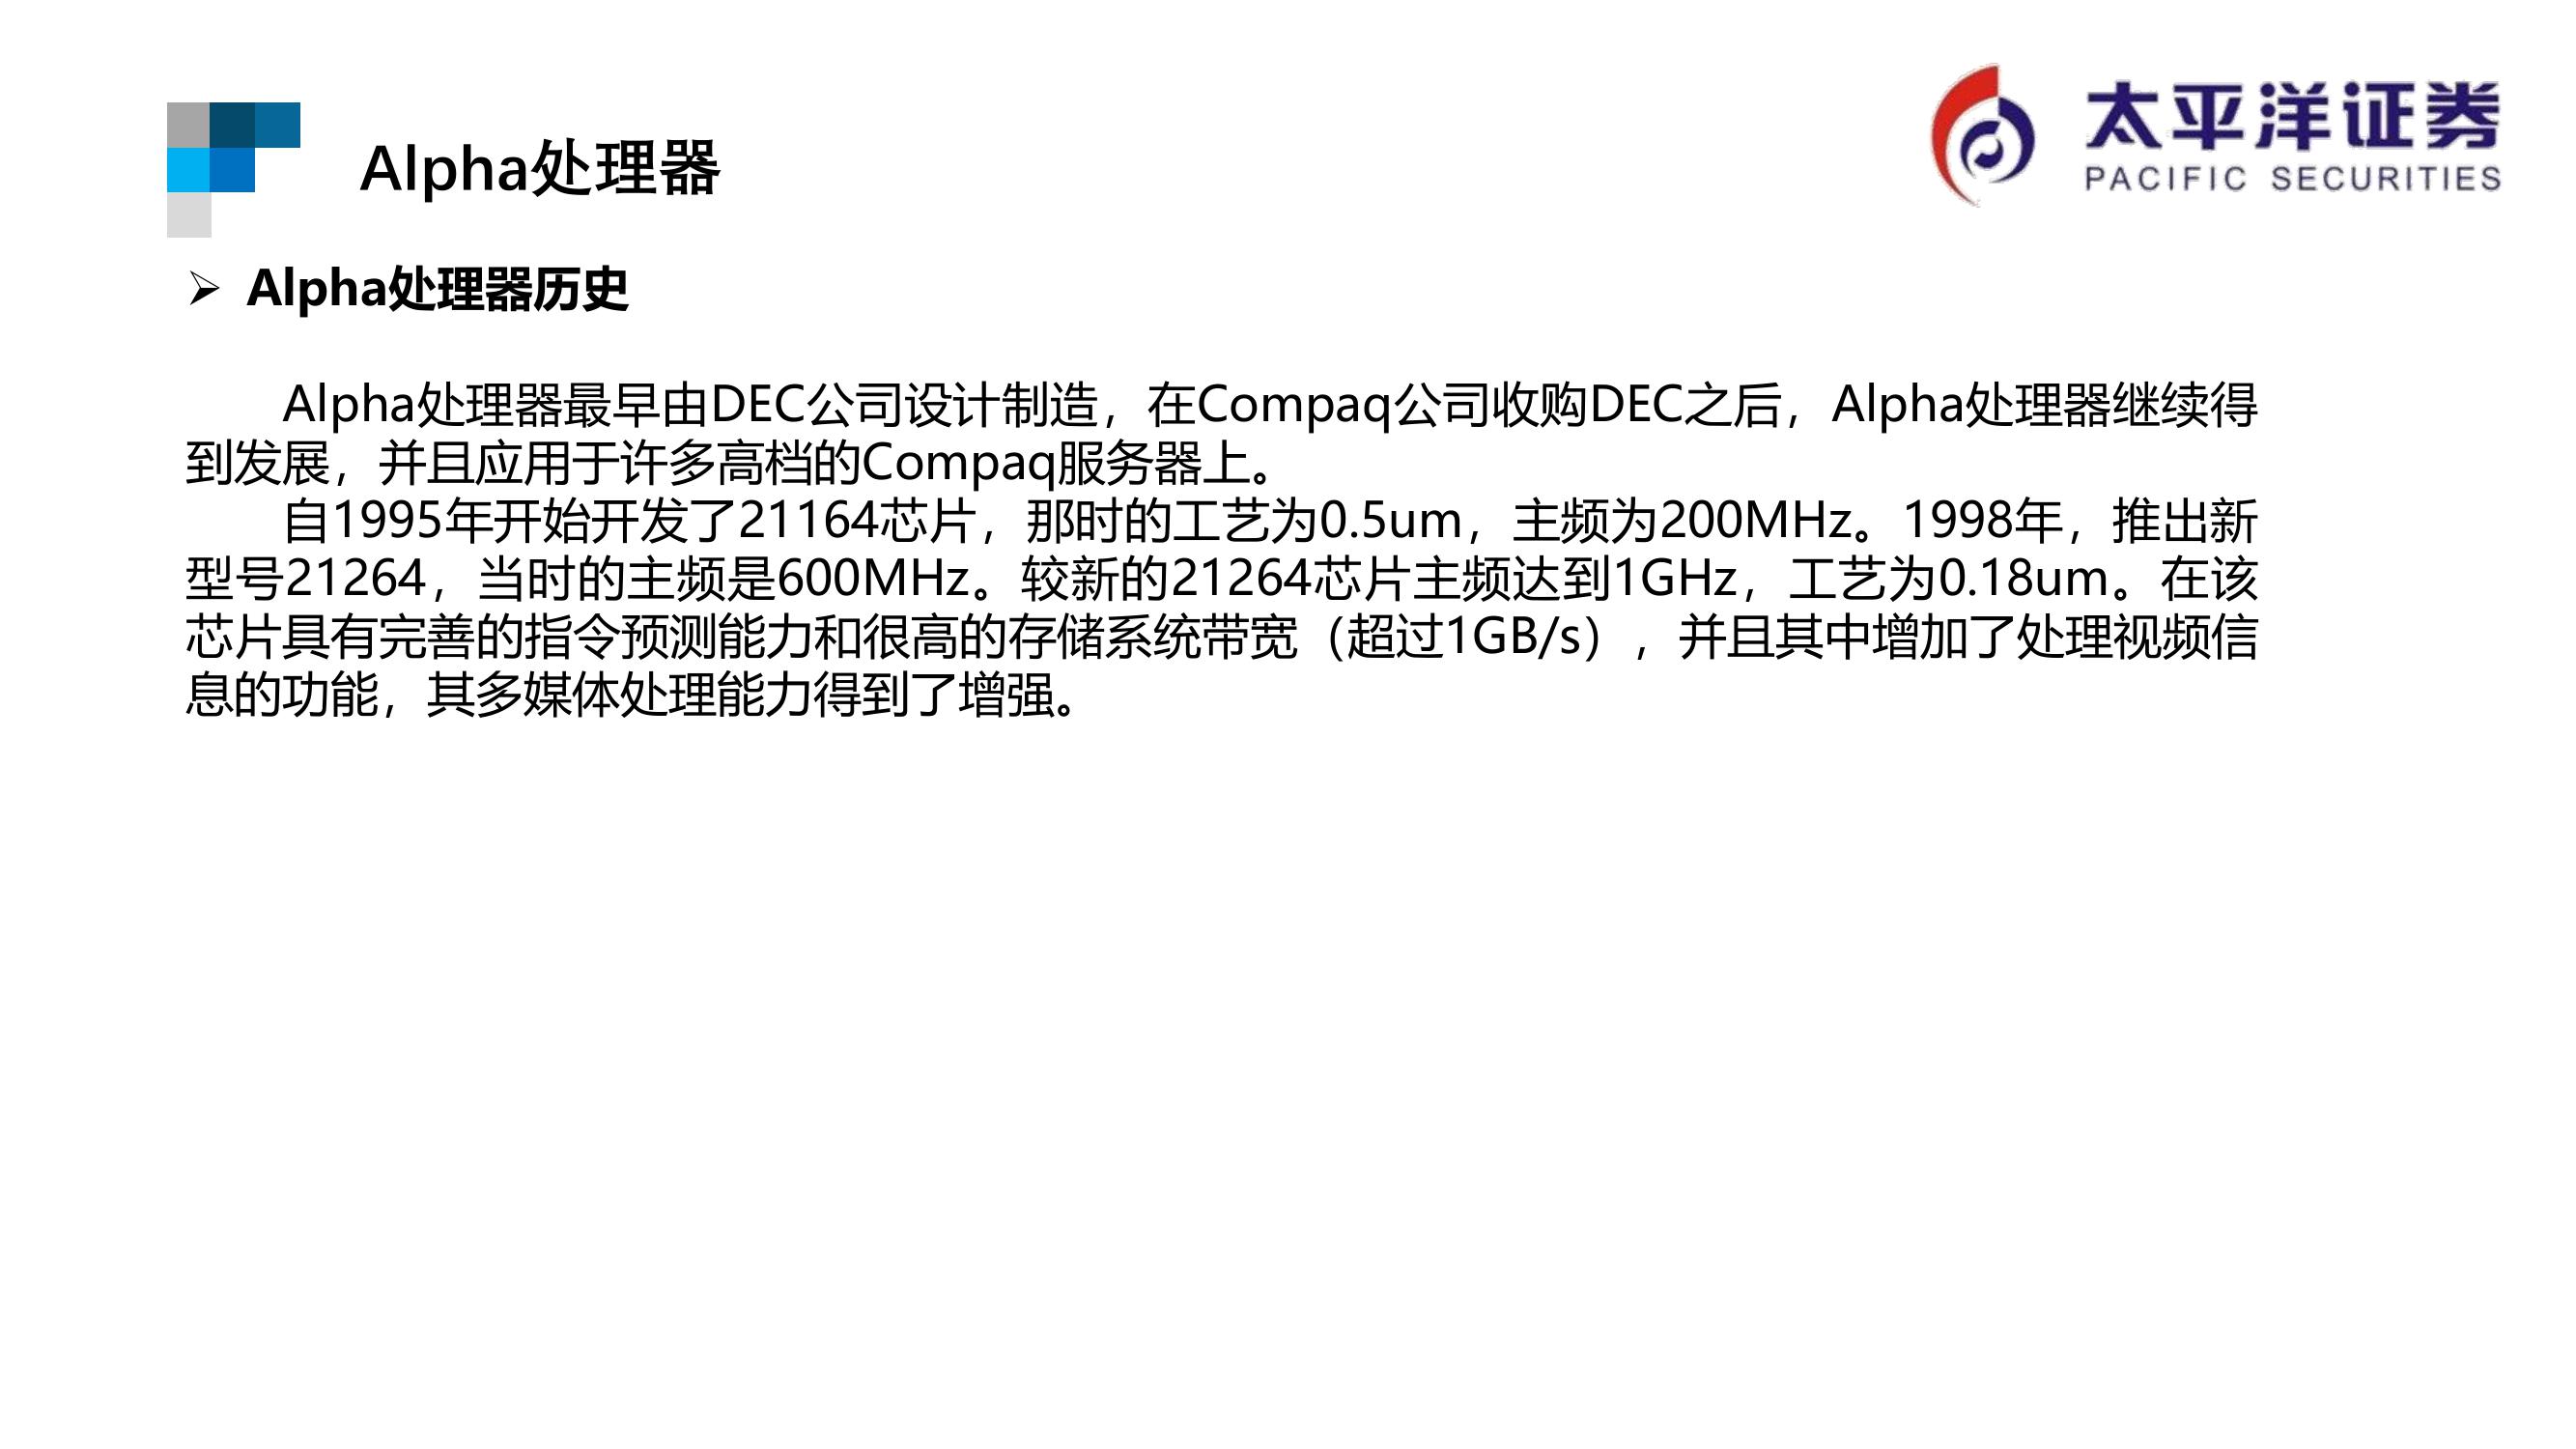 太平洋证券
PACIFIC SECURITIES
Alpha处理器
➢ Alpha处理器历史
Alpha处理器最早由DEC公司设计制造，在Compaq公司收购DEC之后，Alpha处理器继续得
到发展，并且应用于许多高档的Compaq服务器上。
自1995年开始开发了21164芯片，那时的工艺为0.5um，主频为200MHz。1998年，推出新
型号21264，当时的主频是600MHz。较新的21264芯片主频达到1GHz，工艺为0.18um。在该
芯片具有完善的指令预测能力和很高的存储系统带宽（超过1GB/s），并且其中增加了处理视频信
息的功能，其多媒体处理能力得到了增强。